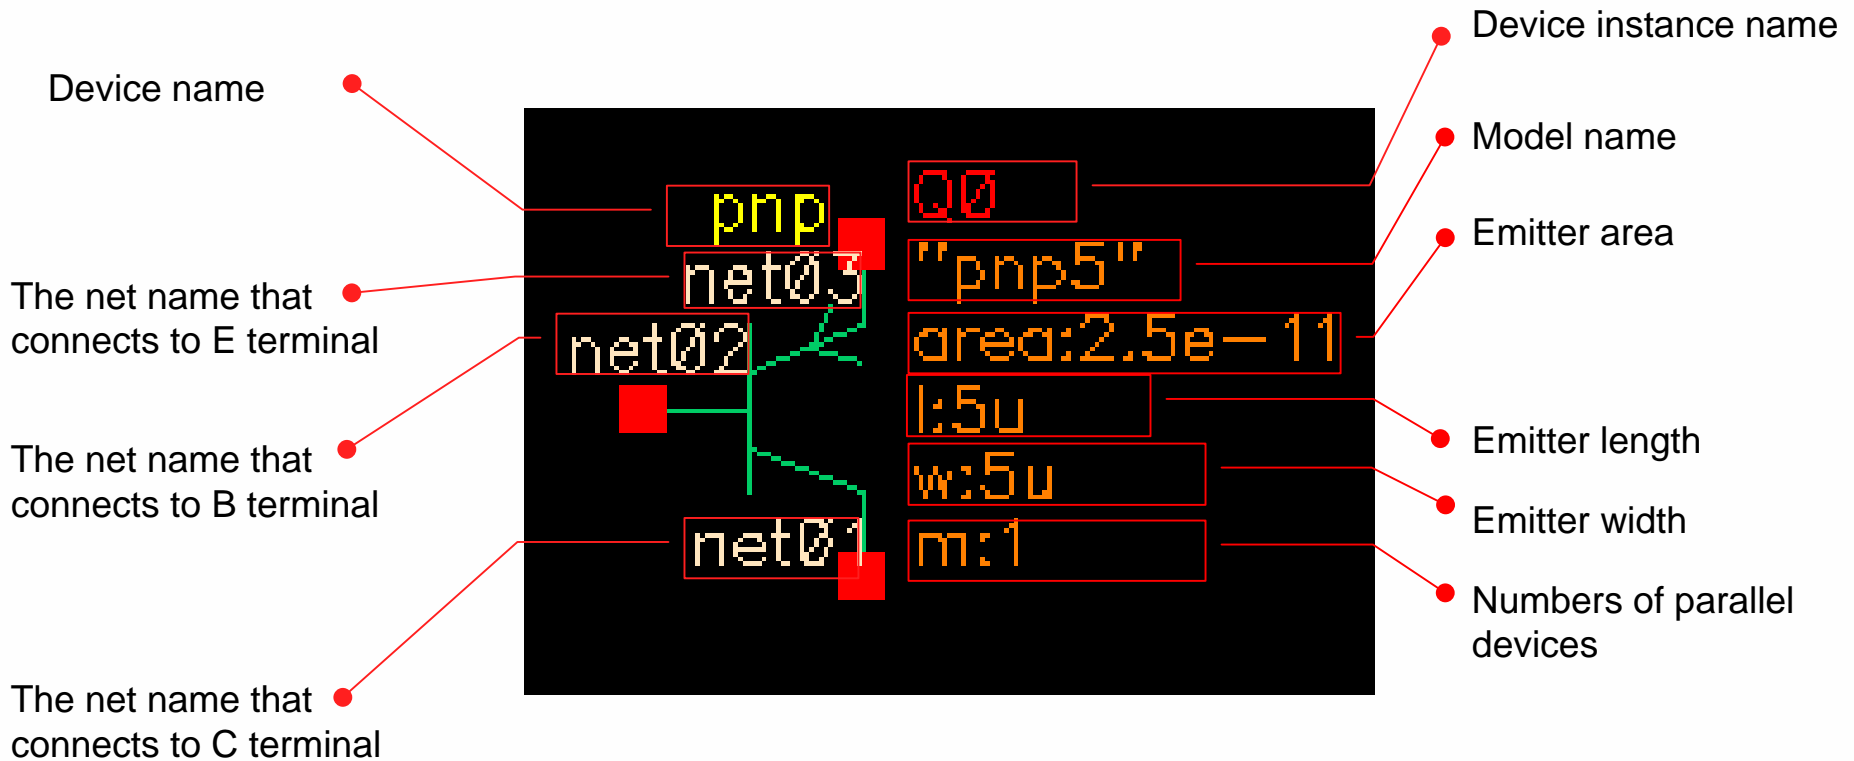 Device name
The net name that
connects to E terminal
The net name that
connects to B terminal
The net name that
connects to C terminal
pnp
net03
net02
net01
Q0
"pnp5"
area:2.5e-11
l:5u
w:5u
m:1
Device instance name
Model name
Emitter area
Emitter length
Emitter width
Numbers of parallel
devices